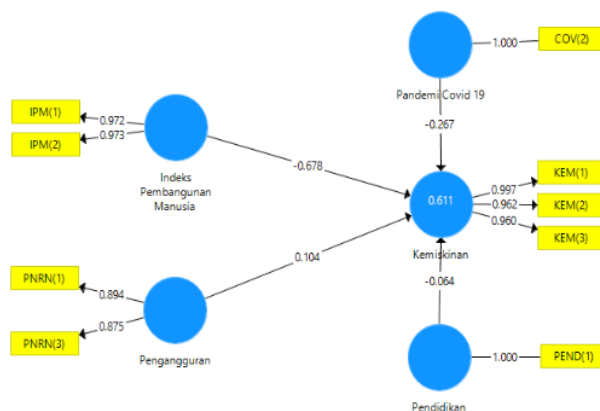 COV(2)
1.000
Pandemi Covid 19
-0.267
IPM(1)
0.972
IPM(2)
0.973
Indeks
Pembangunan
Manusia
-0.678
0.611
Kemiskinan
0.997
KEM(1)
0.962
KEM(2)
0.960
KEM(3)
0.104
PNRN(1)
0.894
PNRN(3)
0.875
Pengangguran
-0.064
1.000
PEND(1)
Pendidikan